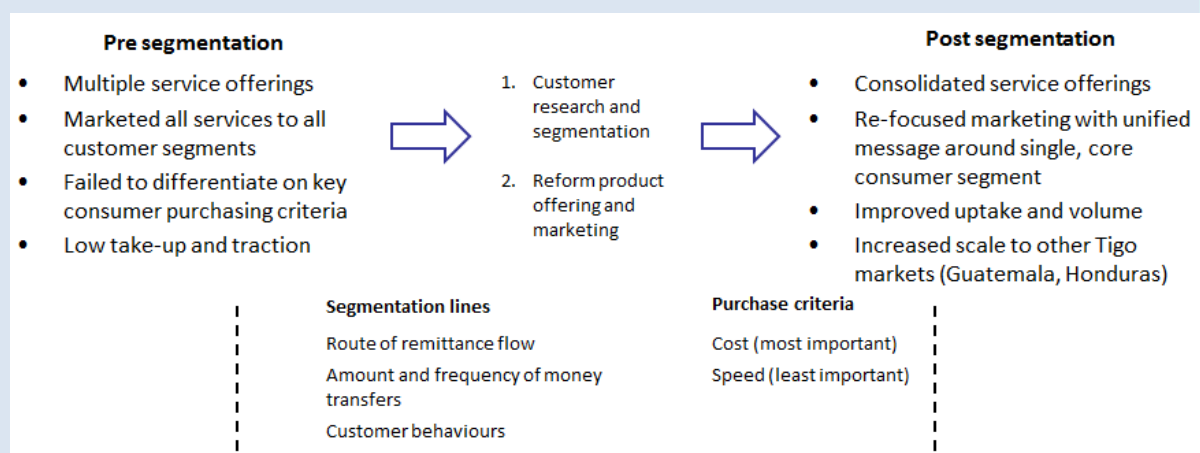 Pre segmentation
• Multiple service offerings
• Marketed all services to all
customer segments
• Failed to differentiate on key
consumer purchasing criteria
• Low take-up and traction
1. Customer
research and
segmentation
2. Reform product
offering and
marketing
Post segmentation
• Consolidated service offerings
• Re-focused marketing with unified
message around single, core
consumer segment
• Improved uptake and volume
• Increased scale to other Tigo
markets (Guatemala, Honduras)
Segmentation lines
Route of remittance flow
Amount and frequency of money
transfers
Customer behaviours
Purchase criteria
Cost (most important)
Speed (least important)